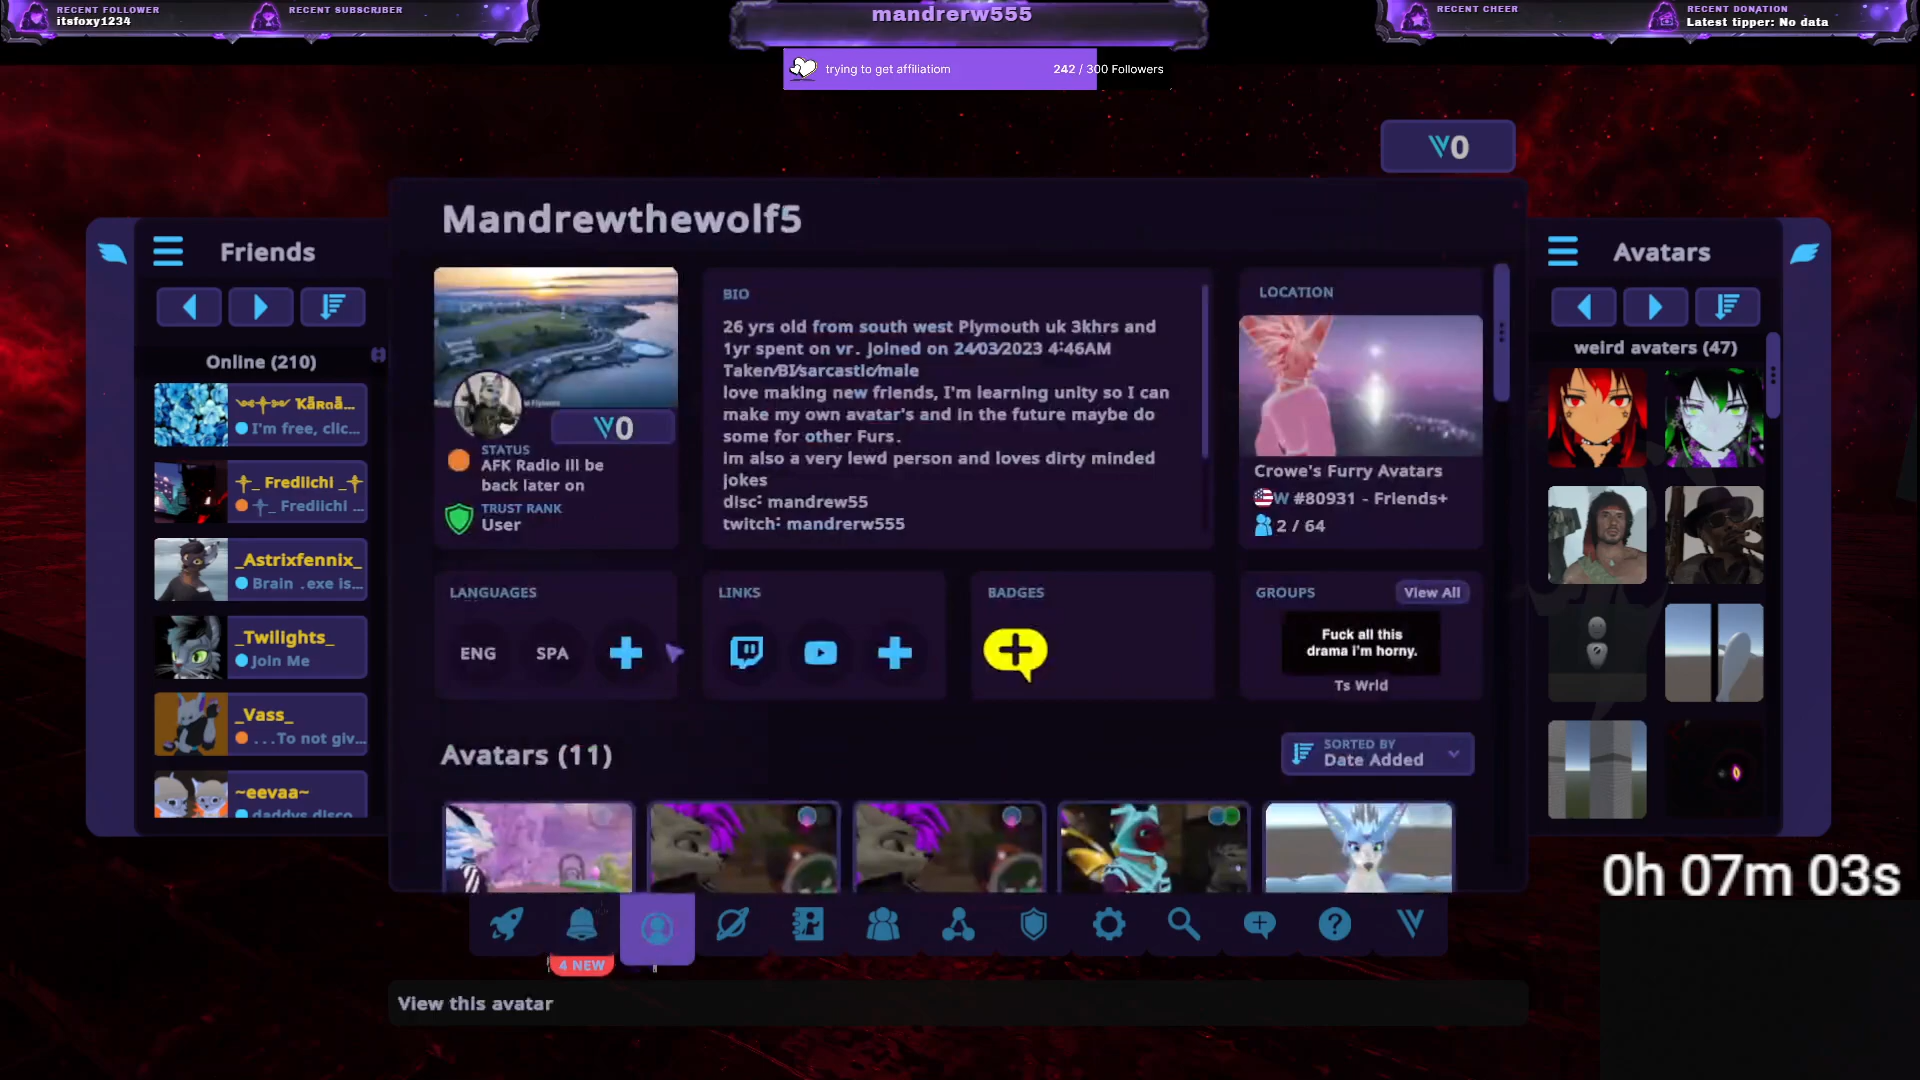 RECENT FOLLOWER
itsfoxy1234
RECENT SUBSCRIBER
mandrerw555
RECENT CHEER
RECENT DONATION
Latest tipper: No data
trying to get affiliatiom
242 / 300 Followers
0
Mandrewthewolf5
Friends
Online (210)
I'm free, clic...
_ Fredlichi _
_ Fredlichi ...
_Astrixfennix_
Brain .exe is...
_Twilights_
Join Me
_Vass_
...To not giv...
~eevaa~
daddys disco
0
STATUS
AFK Radio Ill be
back later on
TRUST RANK
User
BIO
26 yrs old from south west Plymouth uk 3khrs and
1yr spent on vr. joined on 24/03/2023 4:46AM
Taken/BI/sarcastic/male
love making new friends, I'm learning unity so I can
make my own avatar's and in the future maybe do
some for other Furs.
im also a very lewd person and loves dirty minded
jokes
disc: mandrew55
twitch: mandrerw555
LOCATION
Crowe's Furry Avatars
W #80931 - Friends+
2 / 64
LANGUAGES
ENG
SPA
LINKS
BADGES
GROUPS
View All
Fuck all this
drama i'm horny.
Ts Wrld
Avatars (11)
SORTED BY
Date Added
Avatars
weird avaters (47)
0h 07m 03s
4 NEW
View this avatar